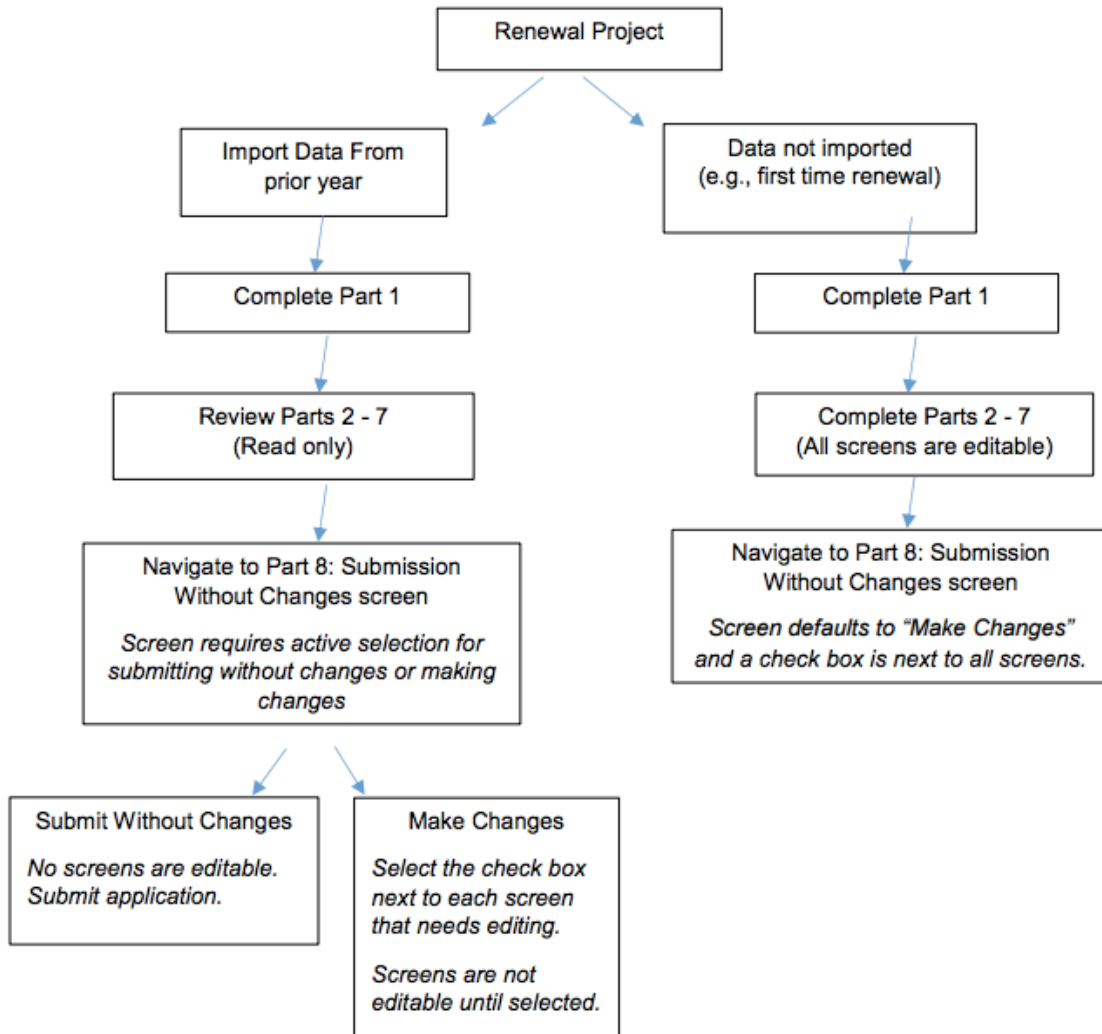 Renewal Project
Import Data From
prior year
Data not imported
(e.g., first time renewal)
Complete Part 1
Complete Part 1
Review Parts 2 - 7
(Read only)
Complete Parts 2 - 7
(All screens are editable)
Navigate to Part 8: Submission
Without Changes screen
Screen requires active selection for
submitting without changes or making
changes
Navigate to Part 8: Submission
Without Changes screen
Screen defaults to “Make Changes”
and a check box is next to all screens.
Submit Without Changes
No screens are editable.
Submit application.
Make Changes
Select the check box
next to each screen
that needs editing.
Screens are not
editable until selected.